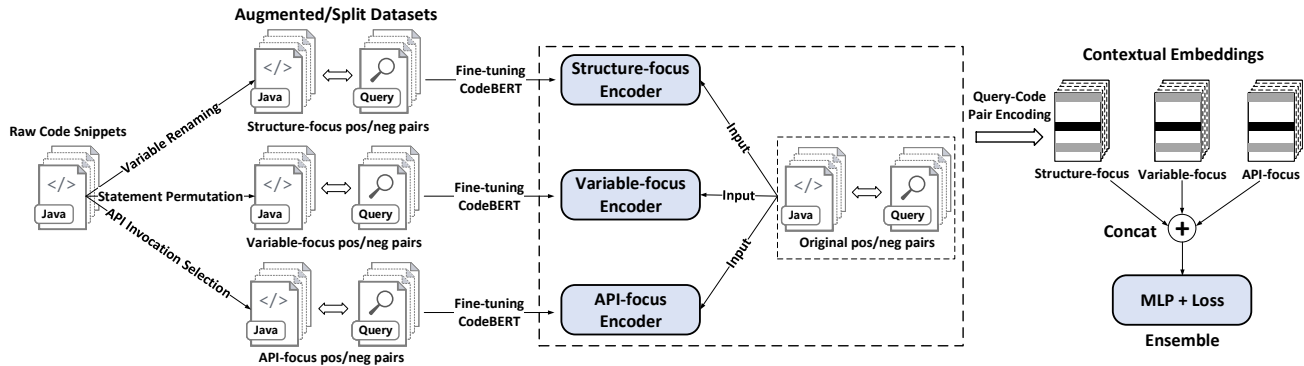 Augmented/Split Datasets
Raw Code Snippets
</>
Java
Variable Renaming
Statement Permutation
API Invocation Selection
</>
Java
Query
Structure-focus pos/neg pairs
</>
Java
Query
Variable-focus pos/neg pairs
</>
Java
Query
API-focus pos/neg pairs
Fine-tuning
CodeBERT
Fine-tuning
CodeBERT
Fine-tuning
CodeBERT
Structure-focus
Encoder
Variable-focus
Encoder
API-focus
Encoder
Input
Input
Input
</>
Java
Query
Original pos/neg pairs
Query-Code
Pair Encoding
Contextual Embeddings
Structure-focus
Variable-focus
API-focus
Concat
+
MLP + Loss
Ensemble